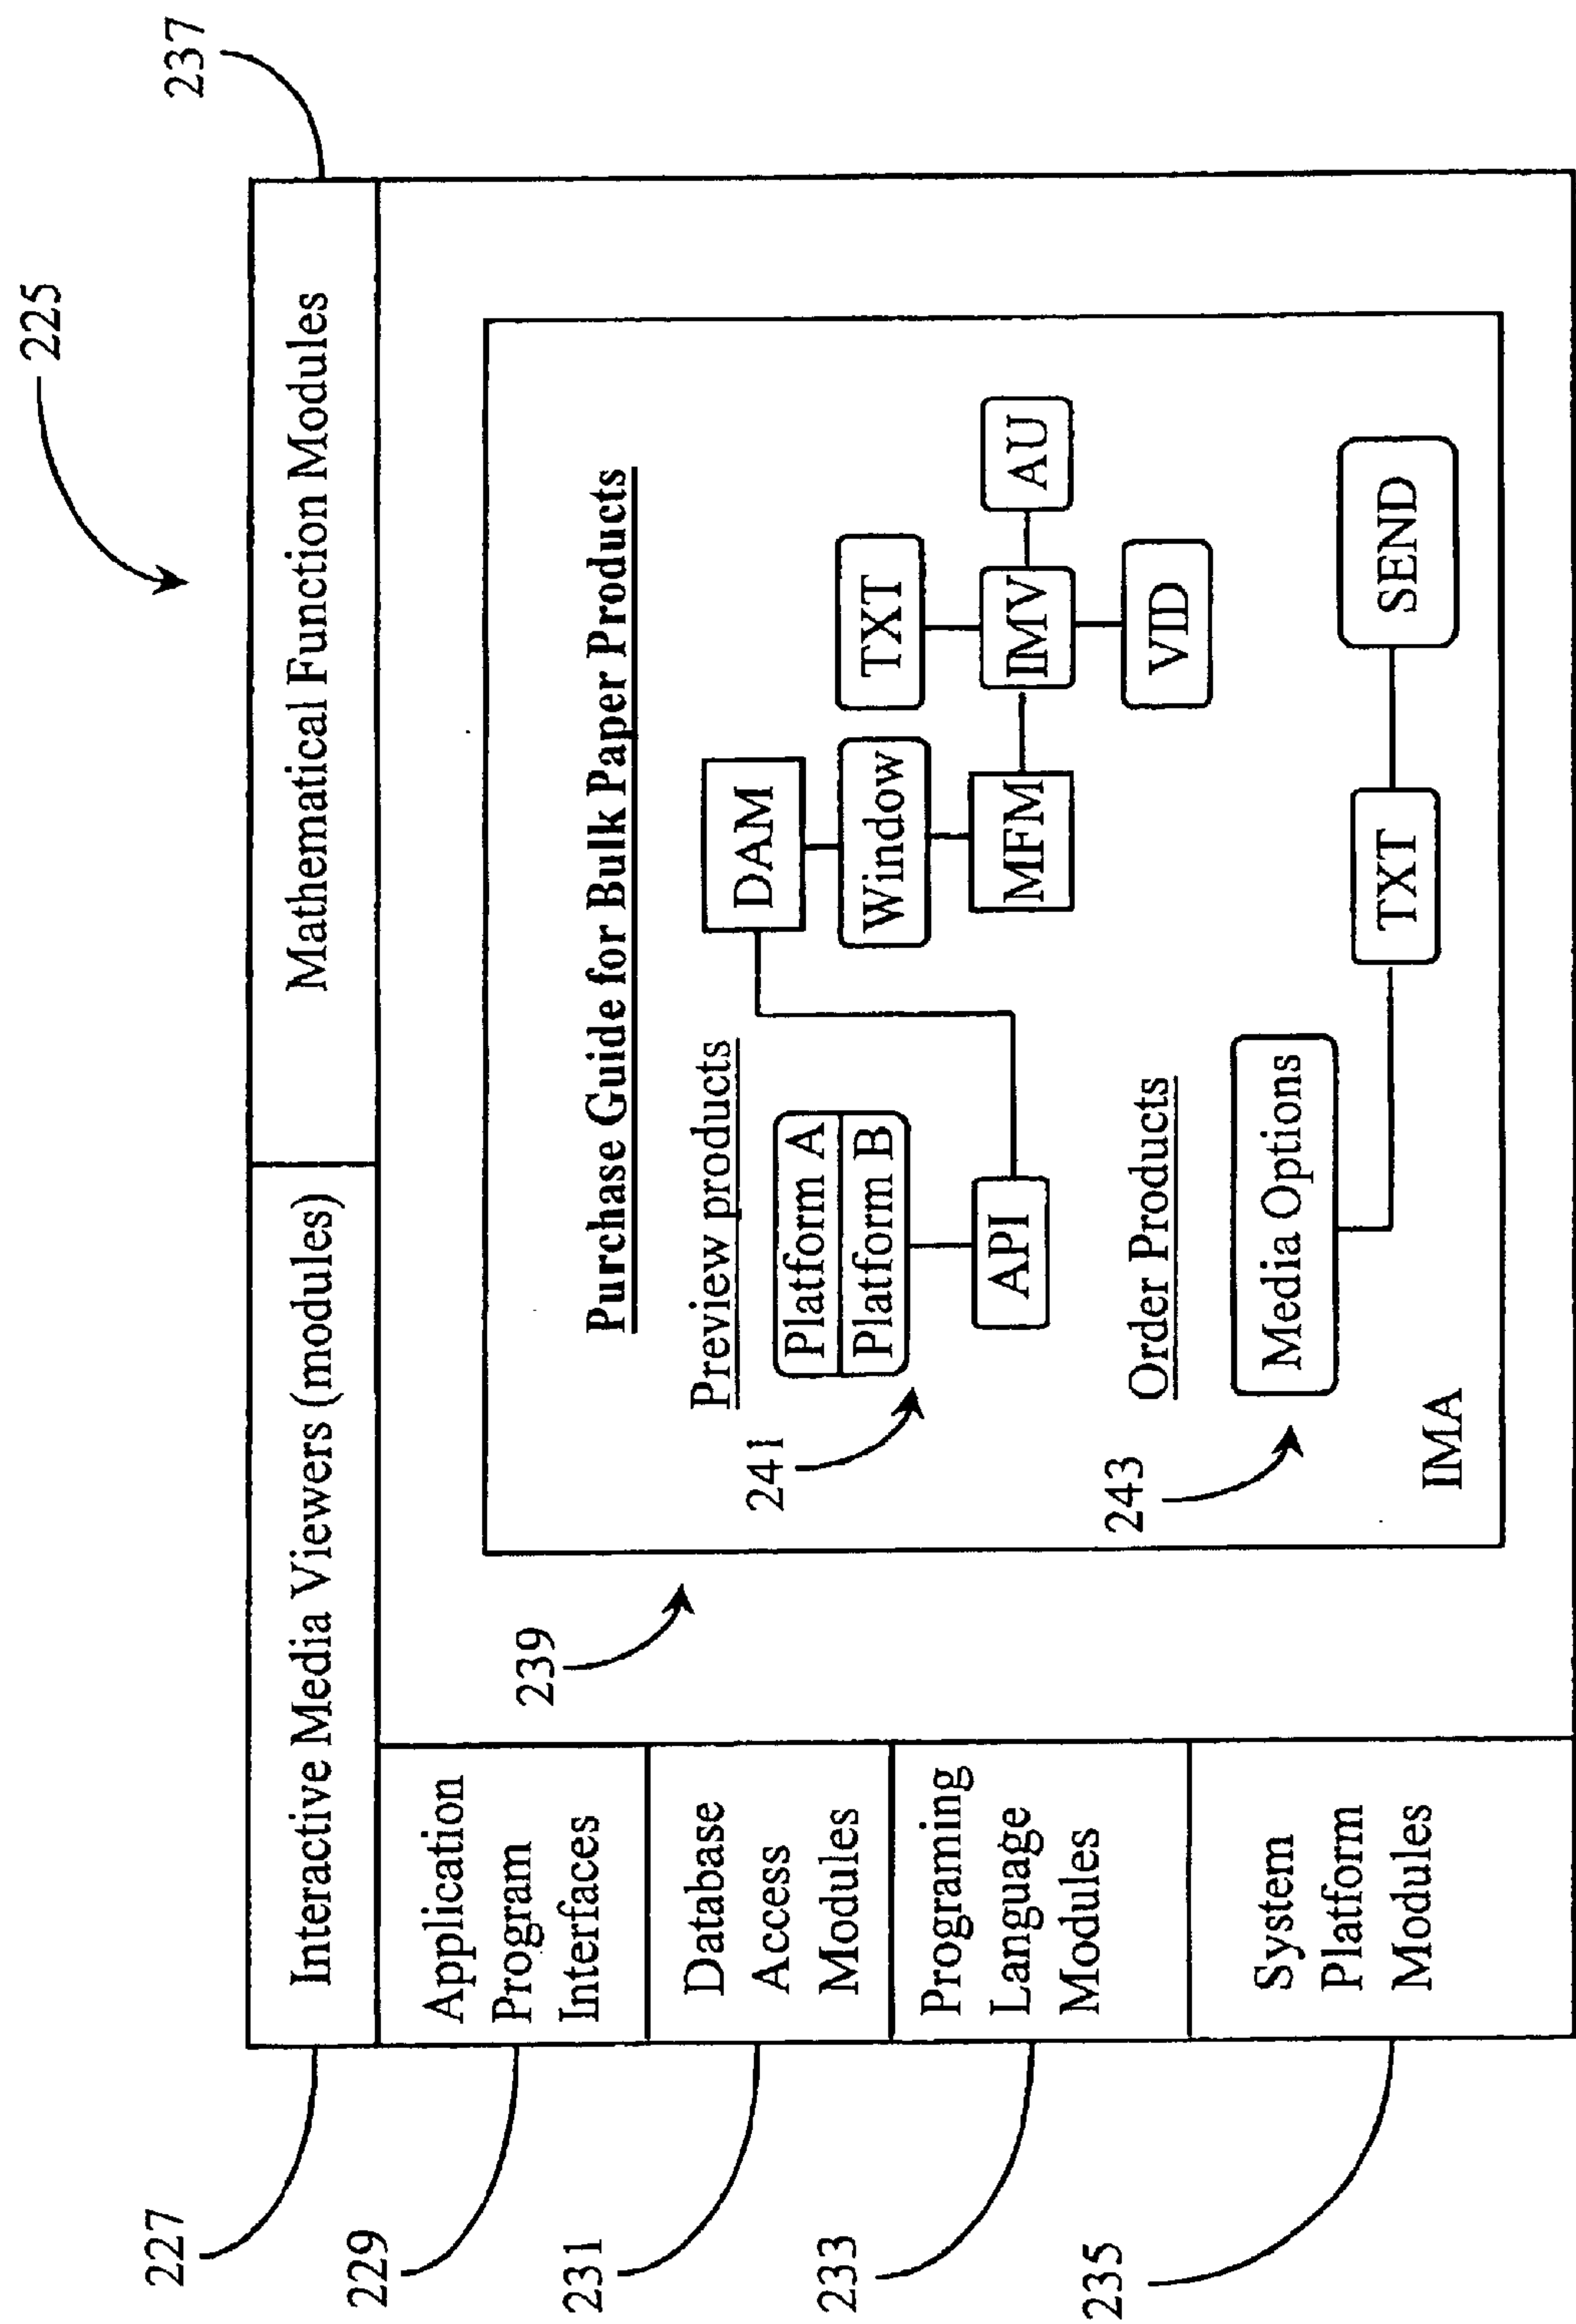 225
237
227
Interactive Media Viewers (modules)
Mathematical Function Modules
229
Application
Program
Interfaces
231
Database
Access
Modules
233
Programing
Language
Modules
235
System
Platform
Modules
239
Purchase Guide for Bulk Paper Products
Preview products
241
Platform A
Platform B
API
DAM
Window
MFM
TXT
IMV
AU
VID
Order Products
243
Media Options
TXT
SEND
IMA